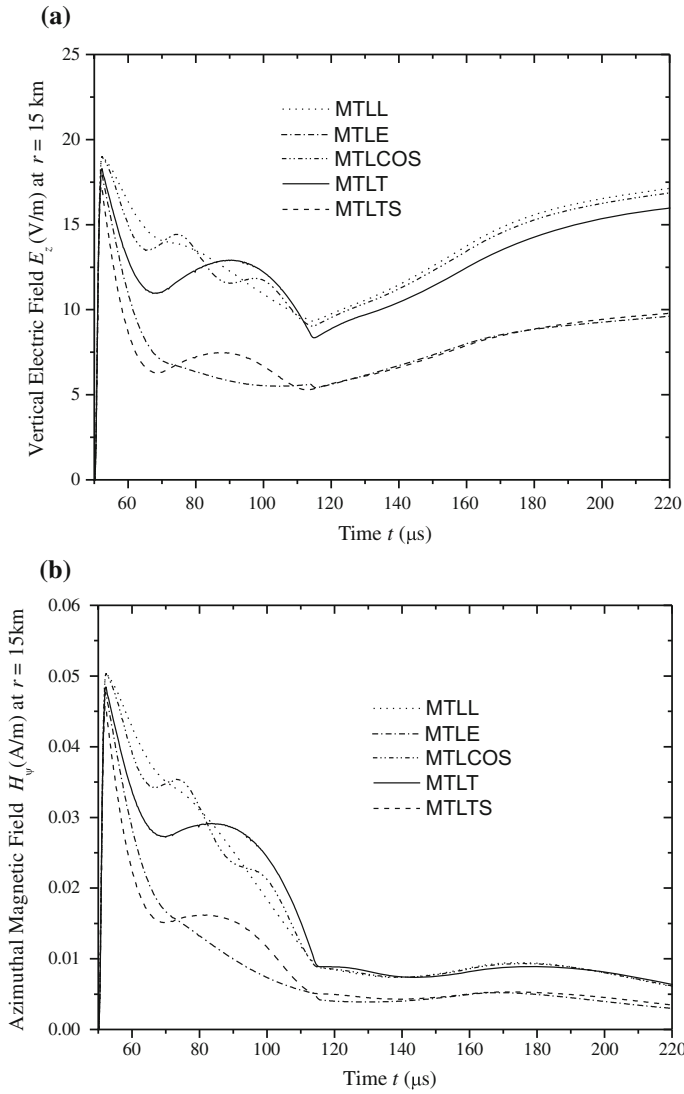 (a)
Vertical Electric Field E_z (V/m) at r = 15 km
25
20
15
10
5
0
MTLL
MTLE
MTLCOS
MTLT
MTLTS
60 80 100 120 140 160 180 200 220
Time t (μs)
(b)
Azimuthal Magnetic Field H_ψ (A/m) at r = 15km
0.06
0.05
0.04
0.03
0.02
0.01
0.00
MTLL
MTLE
MTLCOS
MTLT
MTLTS
60 80 100 120 140 160 180 200 220
Time t (μs)